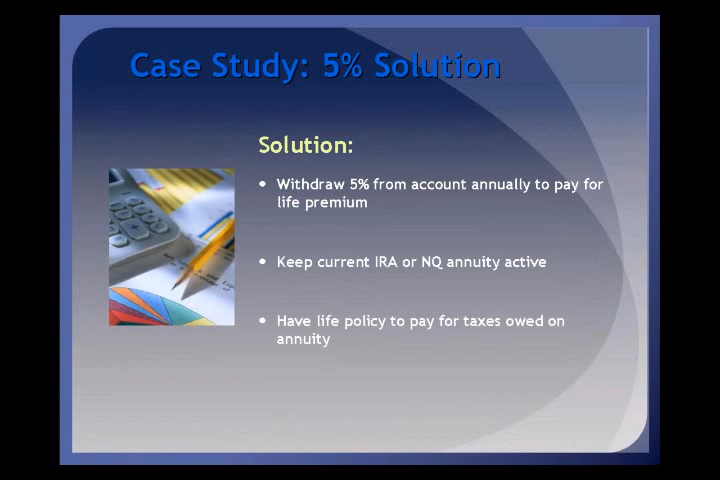 Case Study: 5% Solution
Solution:
• Withdraw 5% from account annually to pay for
life premium
• Keep current IRA or NQ annuity active
• Have life policy to pay for taxes owed on
annuity